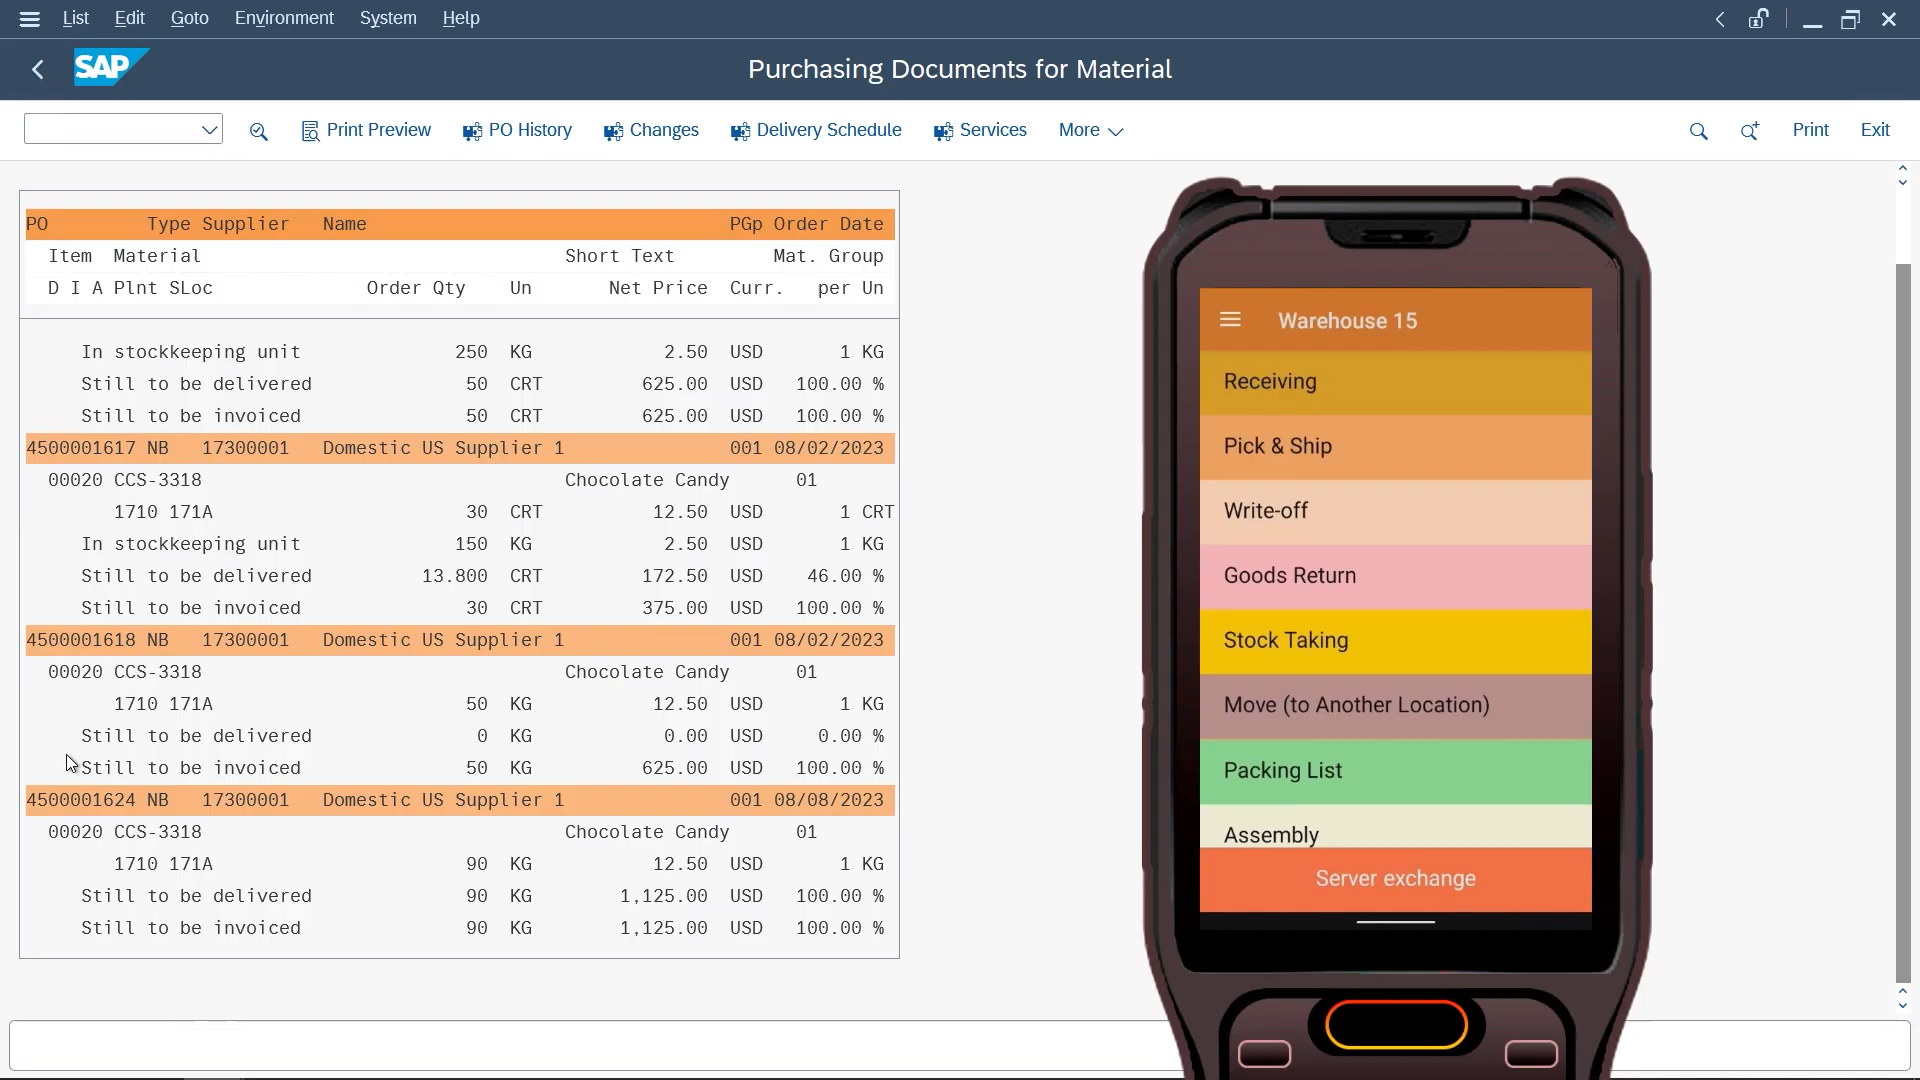 List Edit Goto Environment System Help
SAP
Purchasing Documents for Material
Print Preview PO History Changes Delivery Schedule Services More Print Exit
PO Type Supplier Name PGp Order Date
Item Material Short Text Mat. Group
D I A Plnt SLoc Order Qty Un Net Price Curr. per Un
In stockkeeping unit 250 KG 2.50 USD 1 KG
Still to be delivered 50 CRT 625.00 USD 100.00 %
Still to be invoiced 50 CRT 625.00 USD 100.00 %
4500001617 NB 17300001 Domestic US Supplier 1 001 08/02/2023
00020 CCS-3318 Chocolate Candy 01
1710 171A 30 CRT 12.50 USD 1 CRT
In stockkeeping unit 150 KG 2.50 USD 1 KG
Still to be delivered 13.800 CRT 172.50 USD 46.00 %
Still to be invoiced 30 CRT 375.00 USD 100.00 %
4500001618 NB 17300001 Domestic US Supplier 1 001 08/02/2023
00020 CCS-3318 Chocolate Candy 01
1710 171A 50 KG 12.50 USD 1 KG
Still to be delivered 0 KG 0.00 USD 0.00 %
Still to be invoiced 50 KG 625.00 USD 100.00 %
4500001624 NB 17300001 Domestic US Supplier 1 001 08/08/2023
00020 CCS-3318 Chocolate Candy 01
1710 171A 90 KG 12.50 USD 1 KG
Still to be delivered 90 KG 1,125.00 USD 100.00 %
Still to be invoiced 90 KG 1,125.00 USD 100.00 %
Warehouse 15
Receiving
Pick & Ship
Write-off
Goods Return
Stock Taking
Move (to Another Location)
Packing List
Assembly
Server exchange